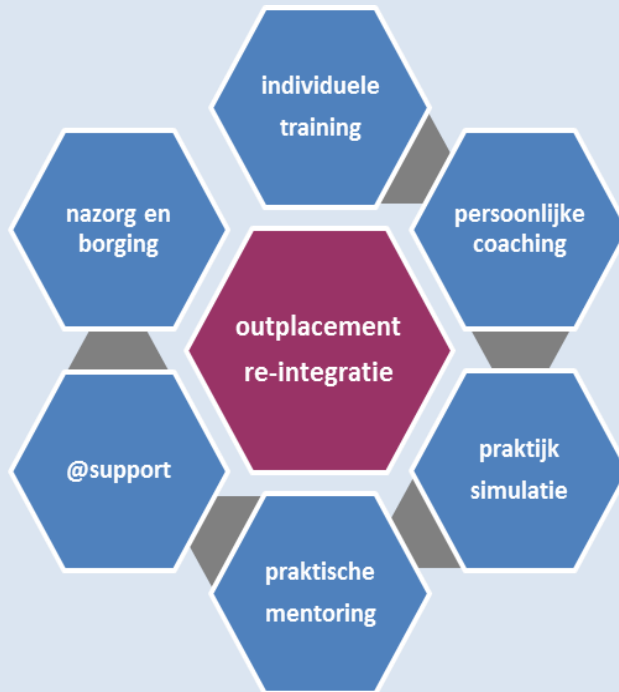 individuele
training
persoonlijke
coaching
praktijk
simulatie
praktische
mentoring
@support
nazorg en
borging
outplacement
re-integratie